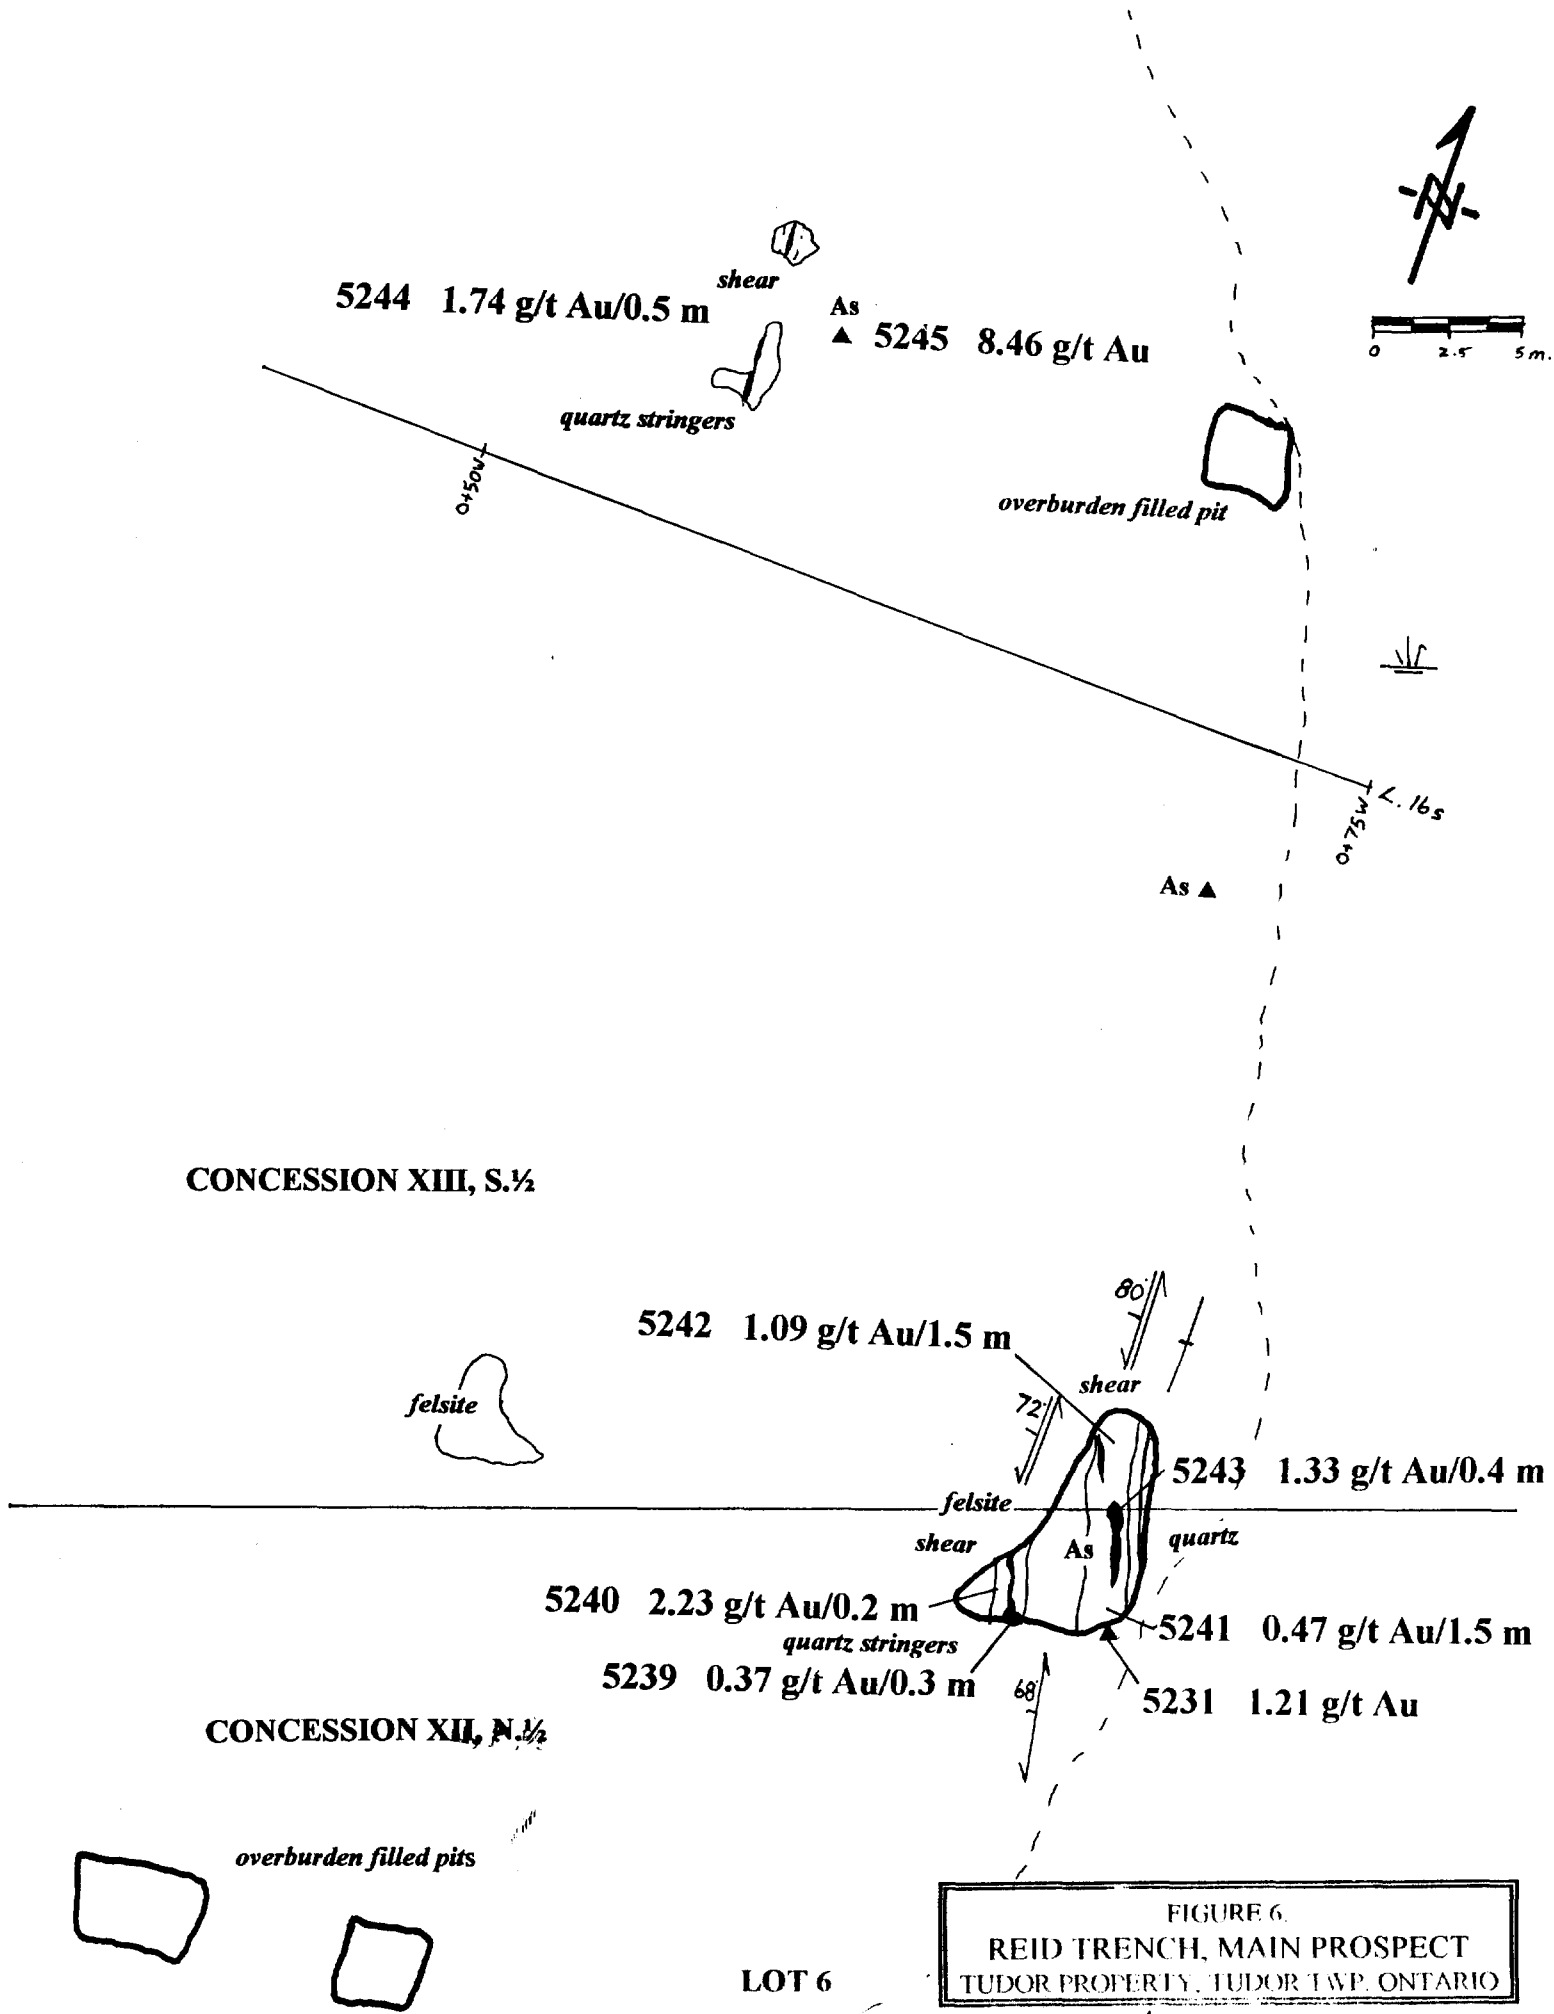 N
shear
5244 1.74 g/t Au/0.5 m
As
5245 8.46 g/t Au
0 2.5 5 m.
quartz stringers
0+50W
overburden filled pit
L. 16s
0+75W
As
CONCESSION XIII, S.½
80°
5242 1.09 g/t Au/1.5 m
shear
72°
felsite
5243 1.33 g/t Au/0.4 m
felsite
shear
As
quartz
5240 2.23 g/t Au/0.2 m
quartz stringers
5241 0.47 g/t Au/1.5 m
5239 0.37 g/t Au/0.3 m
68°
5231 1.21 g/t Au
CONCESSION XII, N.½
overburden filled pits
LOT 6
FIGURE 6.
REID TRENCH, MAIN PROSPECT
TUDOR PROPERTY, TUDOR TWP. ONTARIO